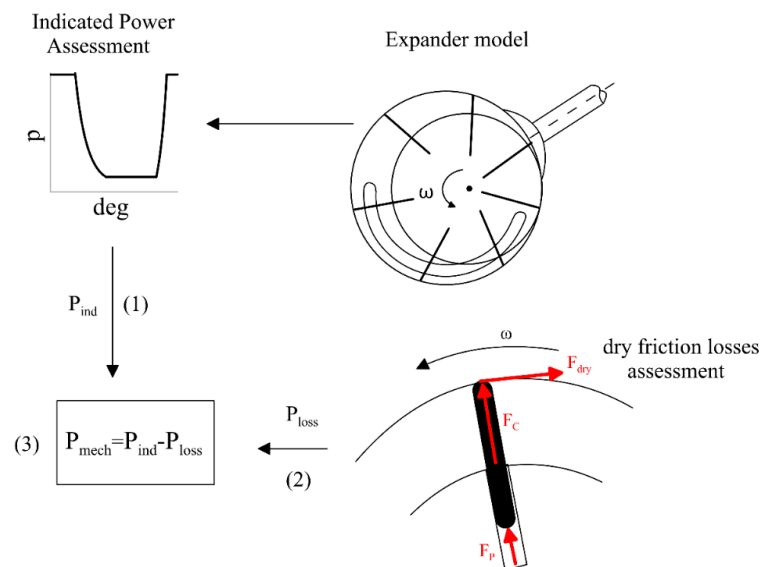 Indicated Power
Assessment
Expander model
p
deg
ω
P_ind (1)
ω
dry friction losses
assessment
F_dry
F_C
F_P
P_loss
(2)
(3) P_mech=P_ind-P_loss